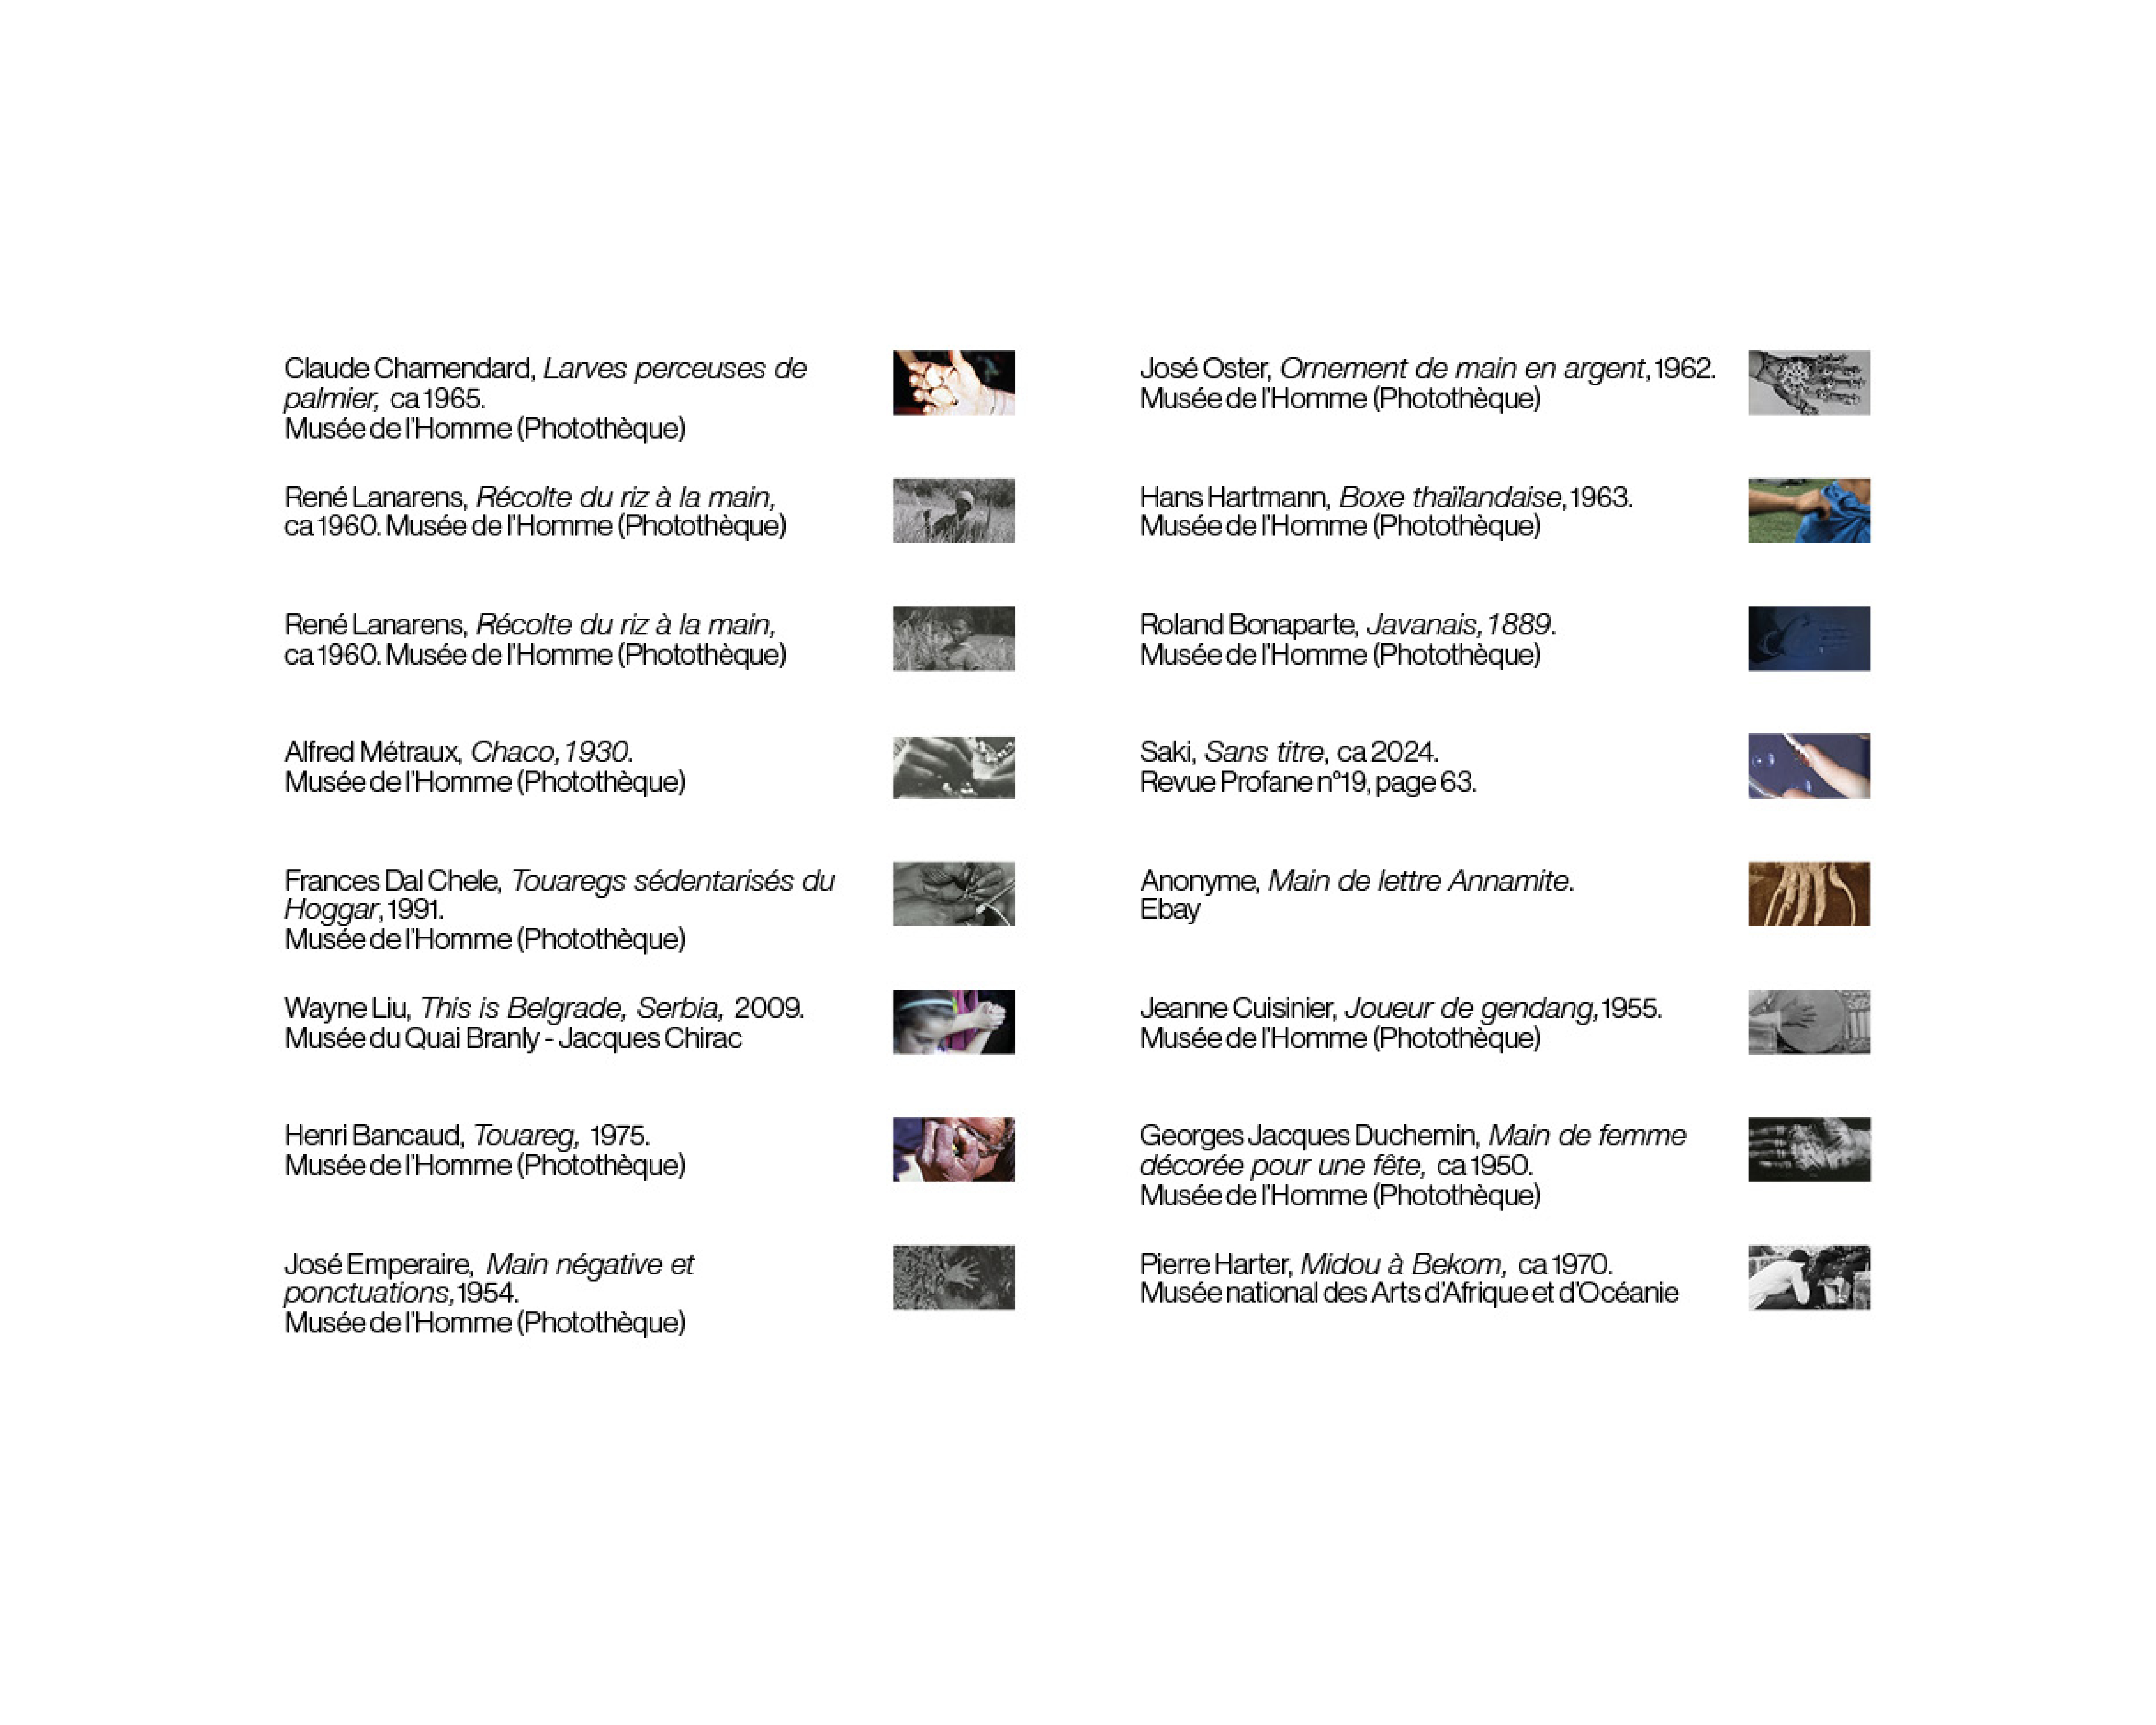 Claude Chamendard, Larves perceuses de
palmier, ca 1965.
Musée de l'Homme (Photothèque)
René Lanarens, Récolte du riz à la main,
ca 1960. Musée de l'Homme (Photothèque)
René Lanarens, Récolte du riz à la main,
ca 1960. Musée de l'Homme (Photothèque)
Alfred Métraux, Chaco, 1930.
Musée de l'Homme (Photothèque)
Frances Dal Chele, Touaregs sédentarisés du
Hoggar, 1991.
Musée de l'Homme (Photothèque)
Wayne Liu, This is Belgrade, Serbia, 2009.
Musée du Quai Branly - Jacques Chirac
Henri Bancaud, Touareg, 1975.
Musée de l'Homme (Photothèque)
José Emperaire, Main négative et
ponctuations, 1954.
Musée de l'Homme (Photothèque)
José Oster, Ornement de main en argent, 1962.
Musée de l'Homme (Photothèque)
Hans Hartmann, Boxe thaïlandaise, 1963.
Musée de l'Homme (Photothèque)
Roland Bonaparte, Javanais, 1889.
Musée de l'Homme (Photothèque)
Saki, Sans titre, ca 2024.
Revue Profane n°19, page 63.
Anonyme, Main de lettre Annamite.
Ebay
Jeanne Cuisinier, Joueur de gendang, 1955.
Musée de l'Homme (Photothèque)
Georges Jacques Duchemin, Main de femme
décorée pour une fête, ca 1950.
Musée de l'Homme (Photothèque)
Pierre Harter, Midou à Bekom, ca 1970.
Musée national des Arts d'Afrique et d'Océanie